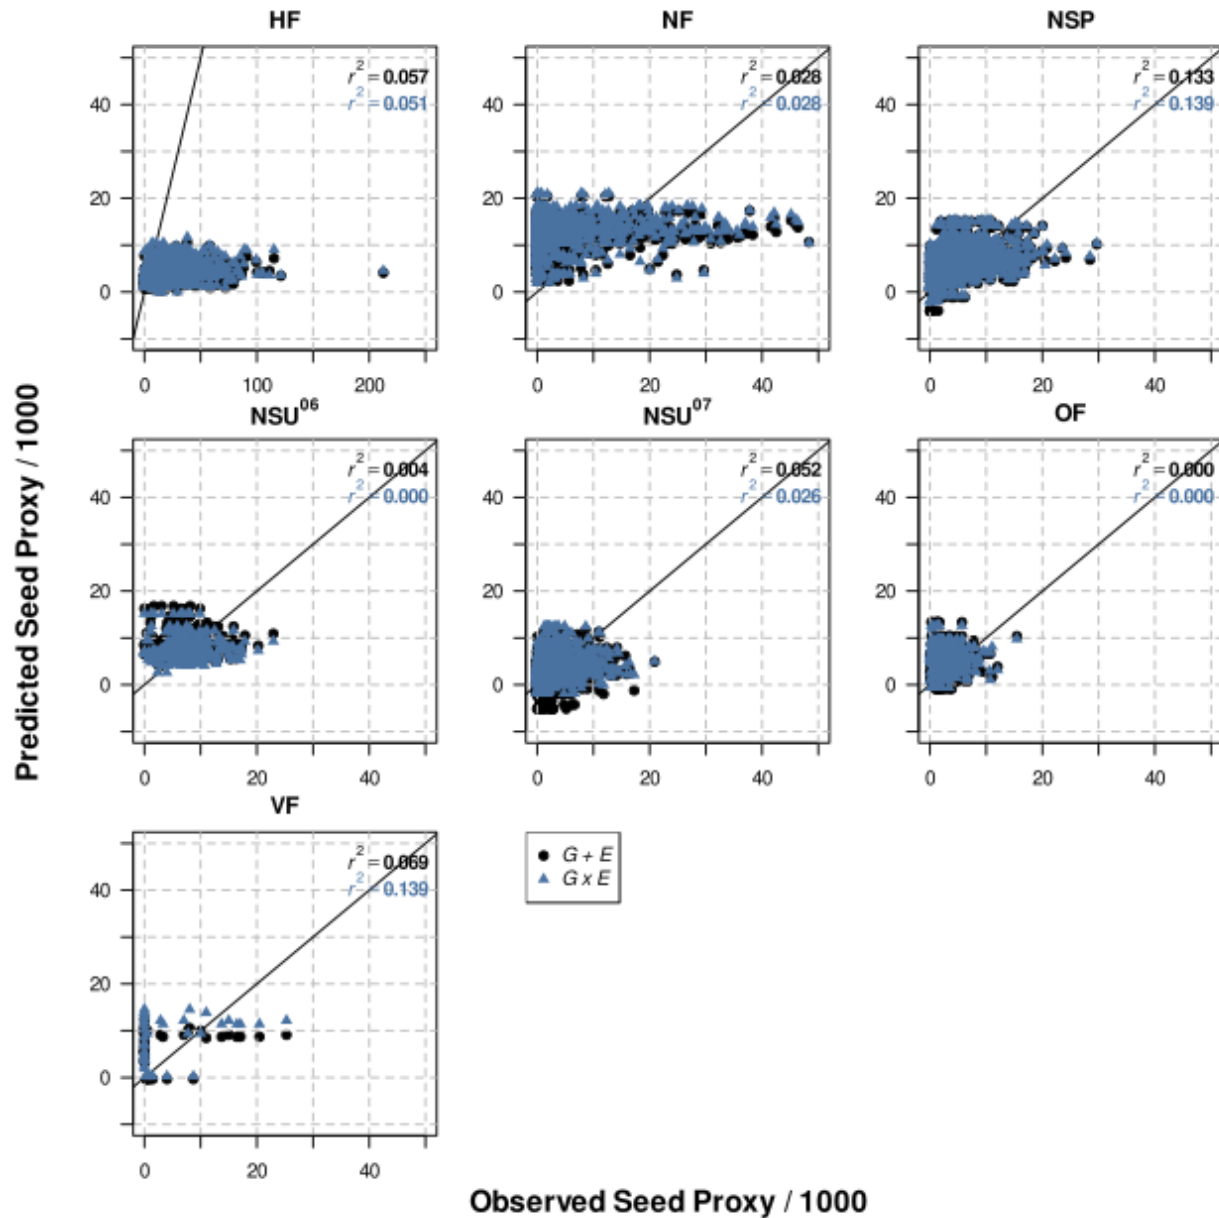 HF NF NSP
r² = 0.057 r² = 0.028 r² = 0.133
40 r² = 0.051 40 r² = 0.028 40 r² = 0.139
20 20 20
0 0 0
0 100 200 0 20 40 0 20 40
NSU⁰⁶ NSU⁰⁷ OF
r² = 0.004 r² = 0.052 r² = 0.000
40 r² = 0.000 40 r² = 0.026 40 r² = 0.000
20 20 20
0 0 0
0 20 40 0 20 40 0 20 40
VF
r² = 0.069
40 r² = 0.139
20
0
0 20 40
G + E
G x E
Predicted Seed Proxy / 1000
Observed Seed Proxy / 1000